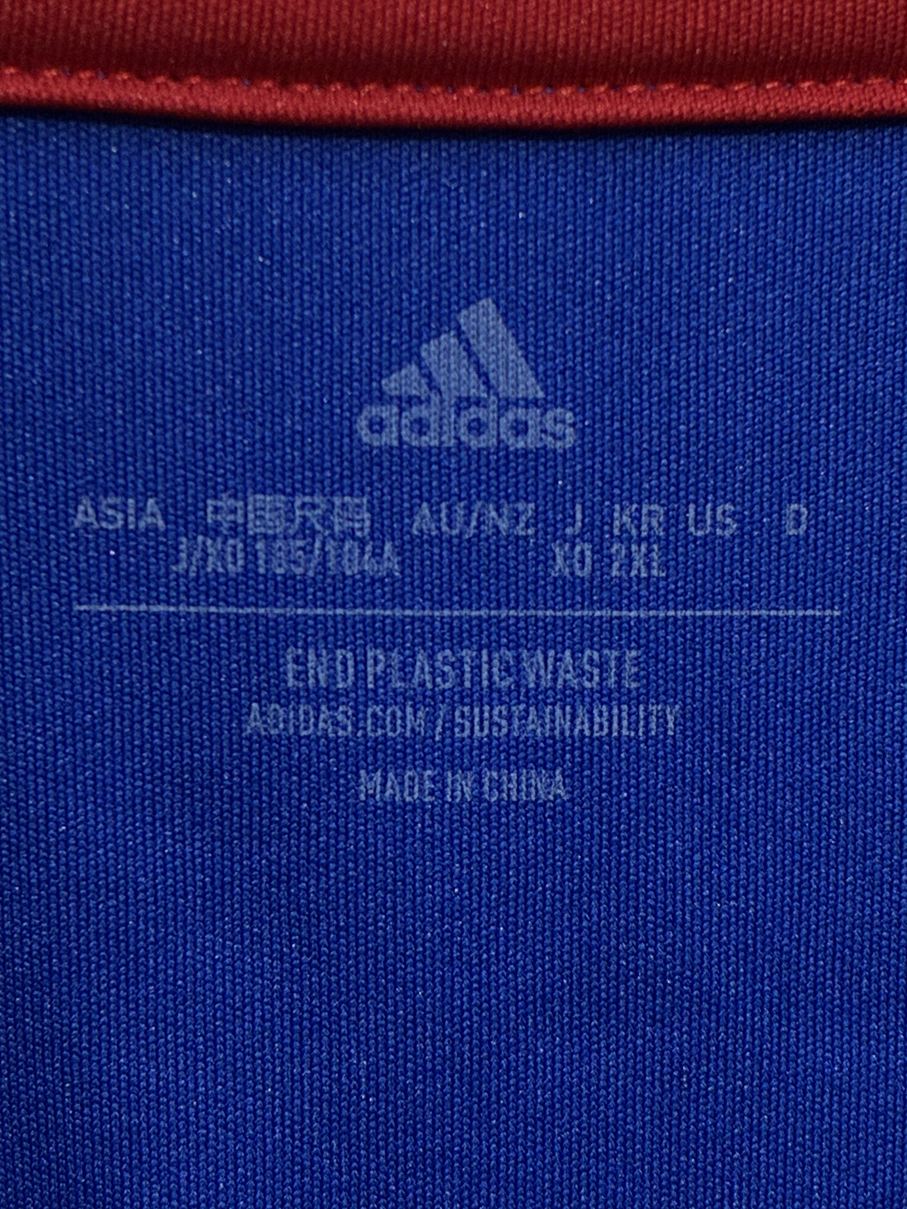 adidas
ASIA 中国尺码 AU/NZ J KR US D
J/XO 185/104A XO 2XL
END PLASTIC WASTE
ADIDAS.COM/SUSTAINABILITY
MADE IN CHINA